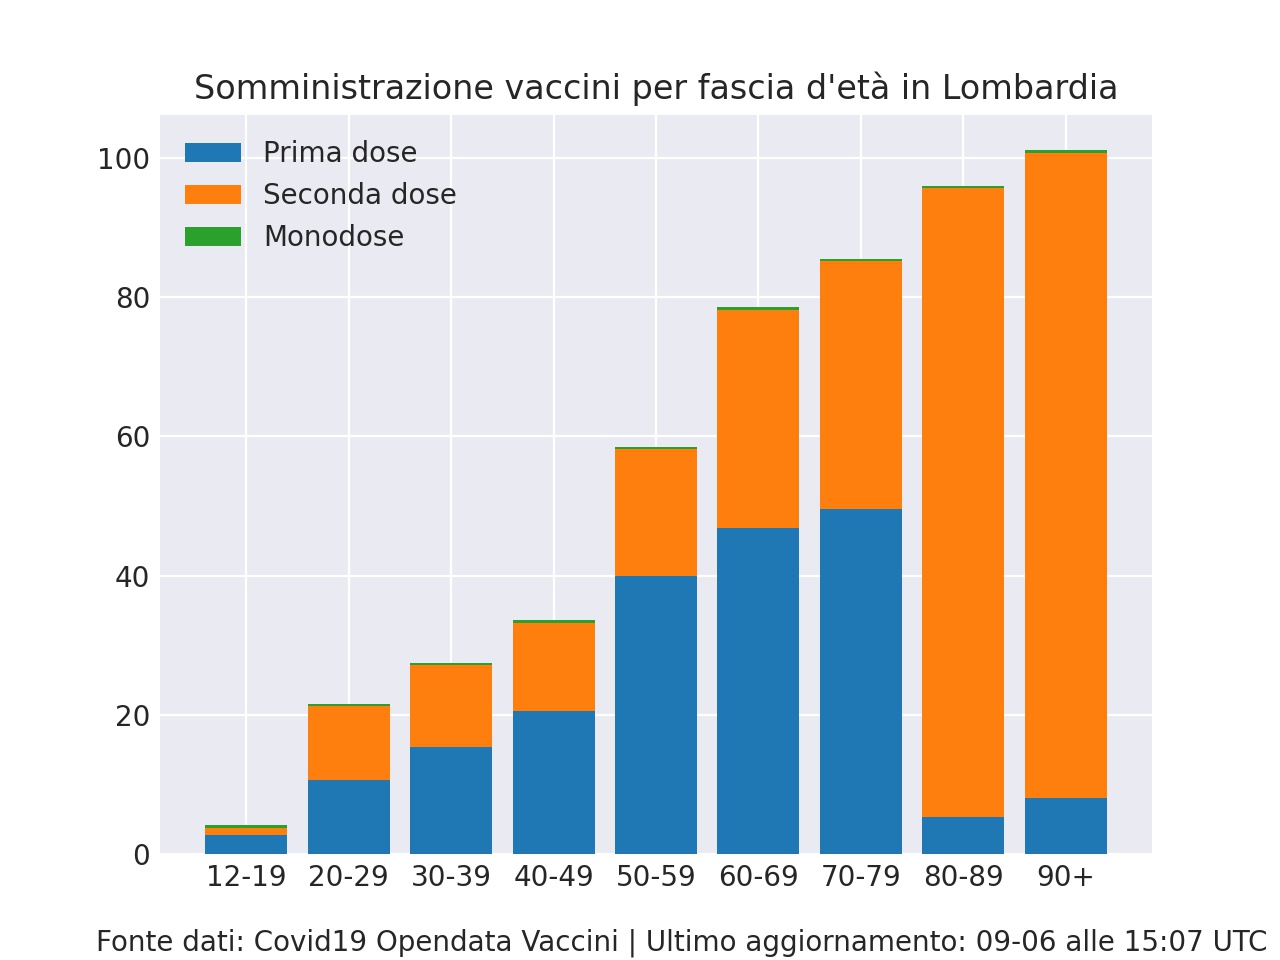 Somministrazione vaccini per fascia d'età in Lombardia
Prima dose
Seconda dose
Monodose
100
80
60
40
20
0
12-19 20-29 30-39 40-49 50-59 60-69 70-79 80-89 90+
Fonte dati: Covid19 Opendata Vaccini | Ultimo aggiornamento: 09-06 alle 15:07 UTC